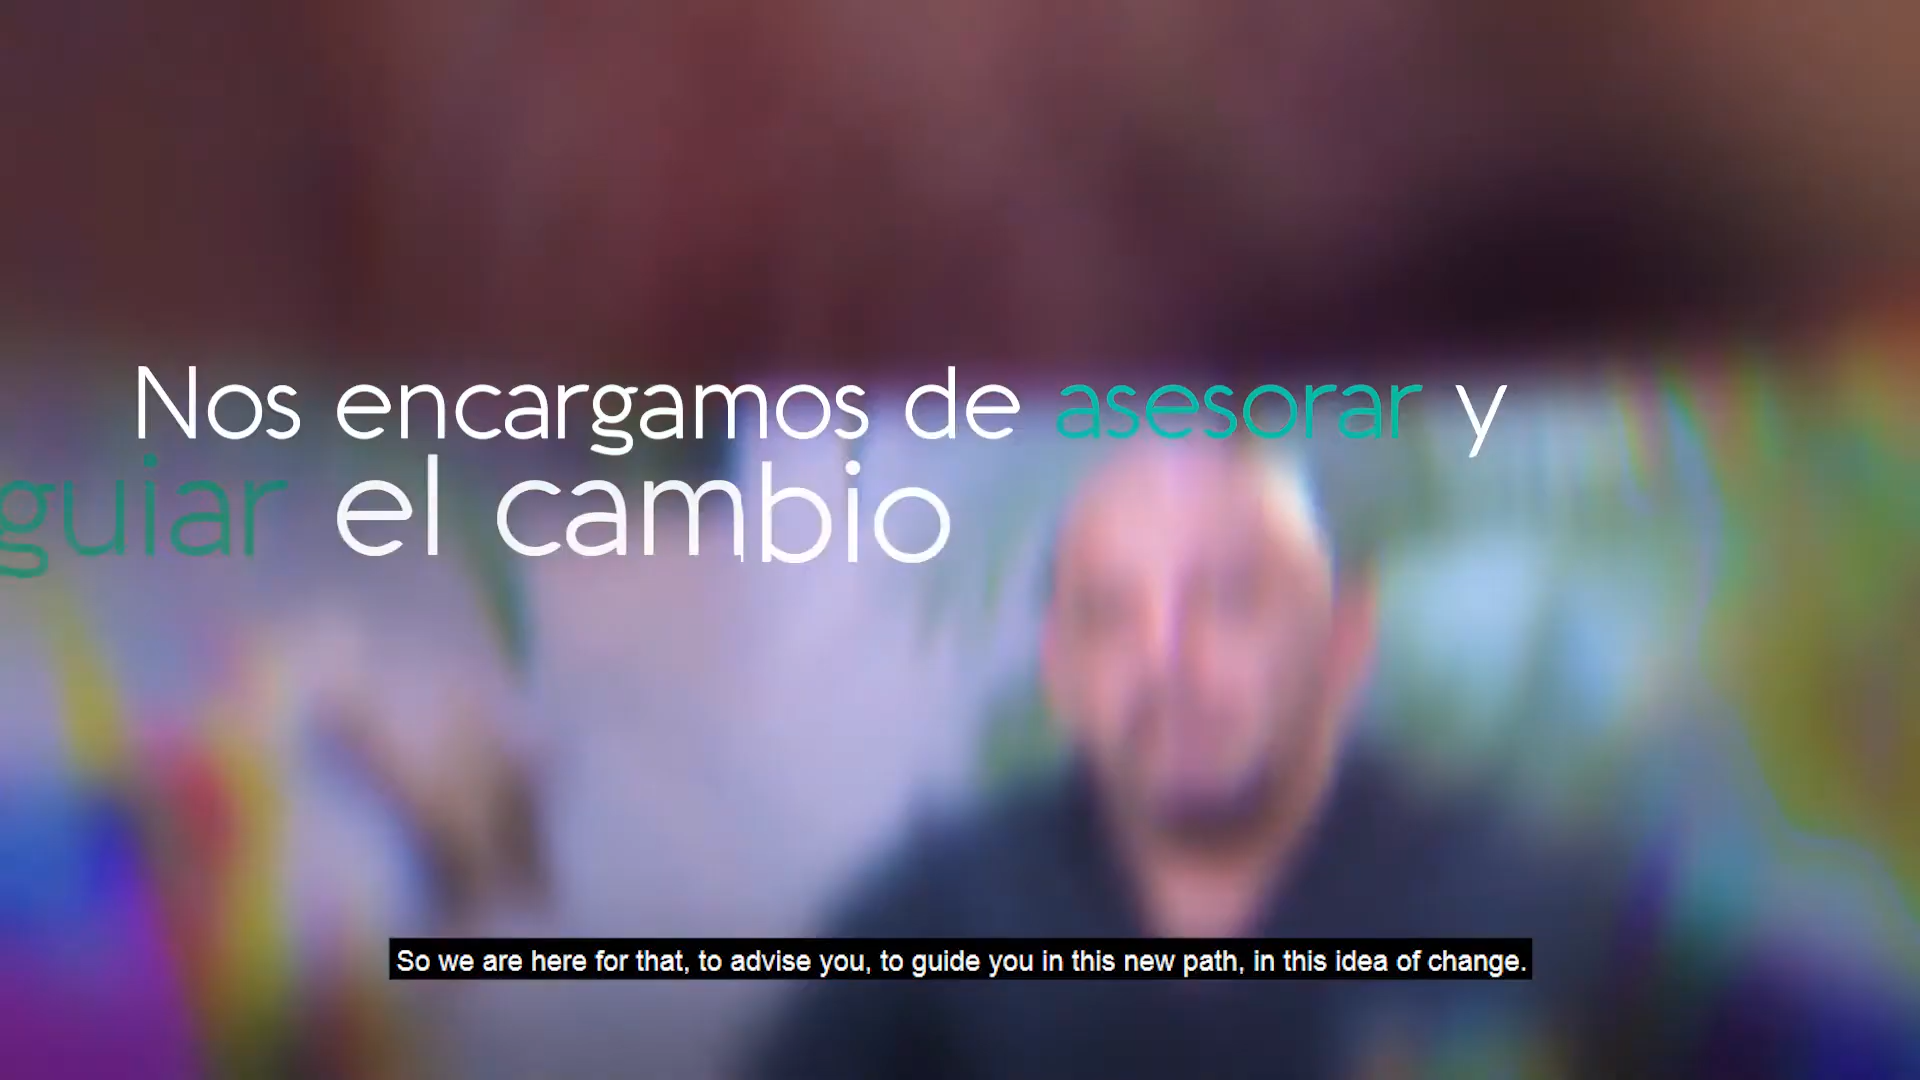 Nos encargamos de asesorar y
guiar el cambio
So we are here for that, to advise you, to guide you in this new path, in this idea of change.